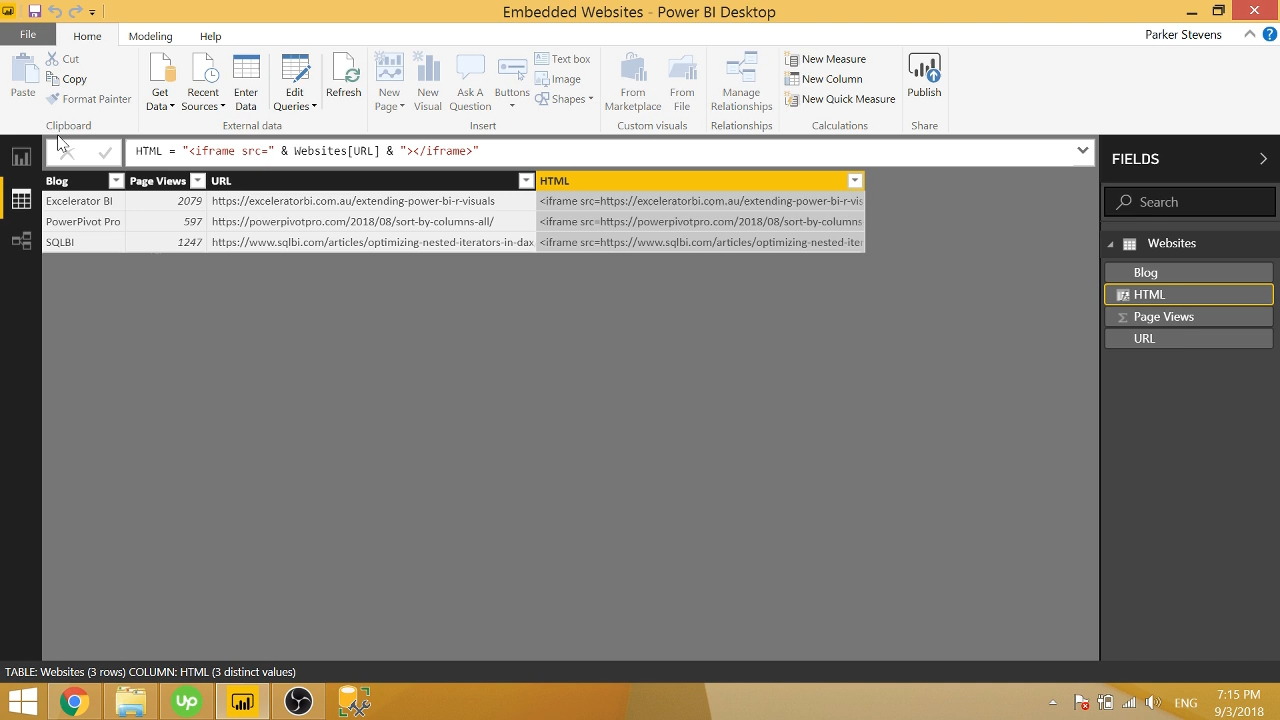 Embedded Websites - Power BI Desktop
File
Home
Modeling
Help
Parker Stevens
Paste
Cut
Copy
Format Painter
Clipboard
Get Data
Recent Sources
Enter Data
Edit Queries
Refresh
External data
New Page
New Visual
Ask A Question
Buttons
Text box
Image
Shapes
Insert
From Marketplace
From File
Custom visuals
Manage Relationships
Relationships
New Measure
New Column
New Quick Measure
Calculations
Publish
Share
HTML = "<iframe src=" & Websites[URL] & "></iframe>"
Blog Page Views URL HTML
Excelerator BI 2079 https://exceleratorbi.com.au/extending-power-bi-r-visuals <iframe src=https://exceleratorbi.com.au/extending-power-bi-r-vis
PowerPivot Pro 597 https://powerpivotpro.com/2018/08/sort-by-columns-all/ <iframe src=https://powerpivotpro.com/2018/08/sort-by-columns
SQLBI 1247 https://www.sqlbi.com/articles/optimizing-nested-iterators-in-dax <iframe src=https://www.sqlbi.com/articles/optimizing-nested-iter
FIELDS
Search
Websites
Blog
HTML
Page Views
URL
TABLE: Websites (3 rows) COLUMN: HTML (3 distinct values)
Up
ENG
7:15 PM
9/3/2018